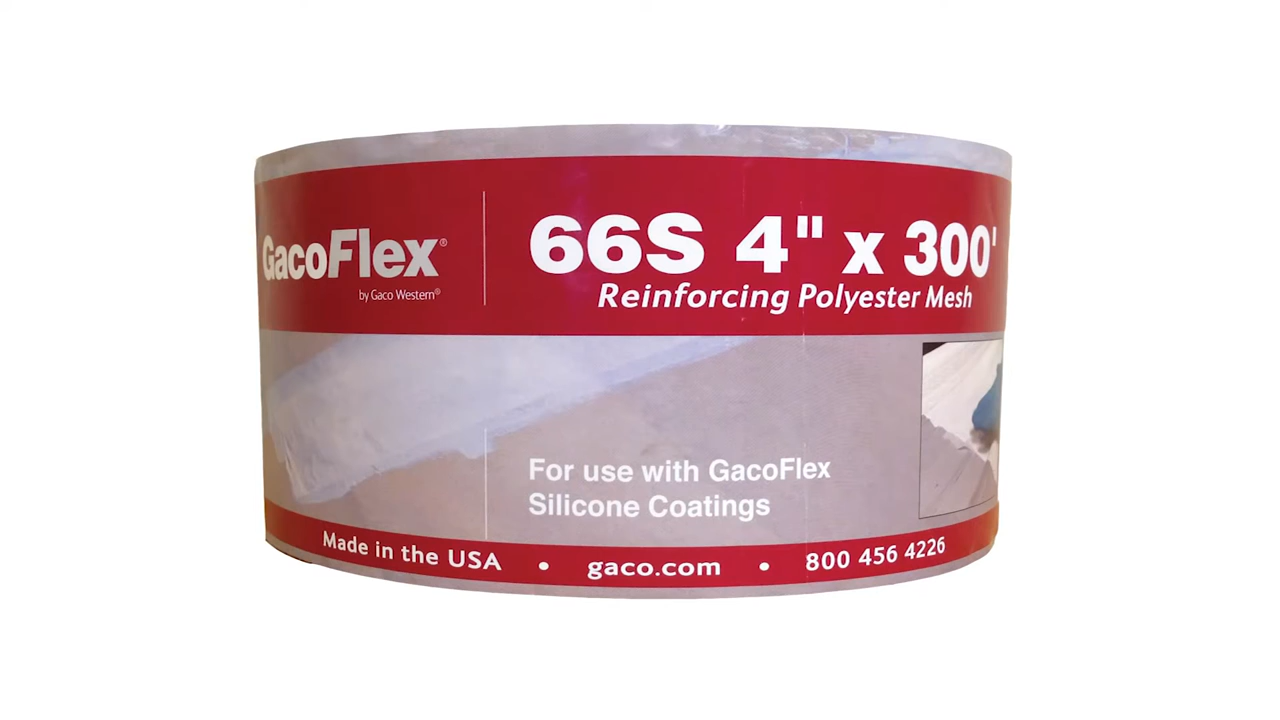 GacoFlex®
by Gaco Western®
66S 4" x 300'
Reinforcing Polyester Mesh
For use with GacoFlex
Silicone Coatings
Made in the USA • gaco.com • 800 456 4226